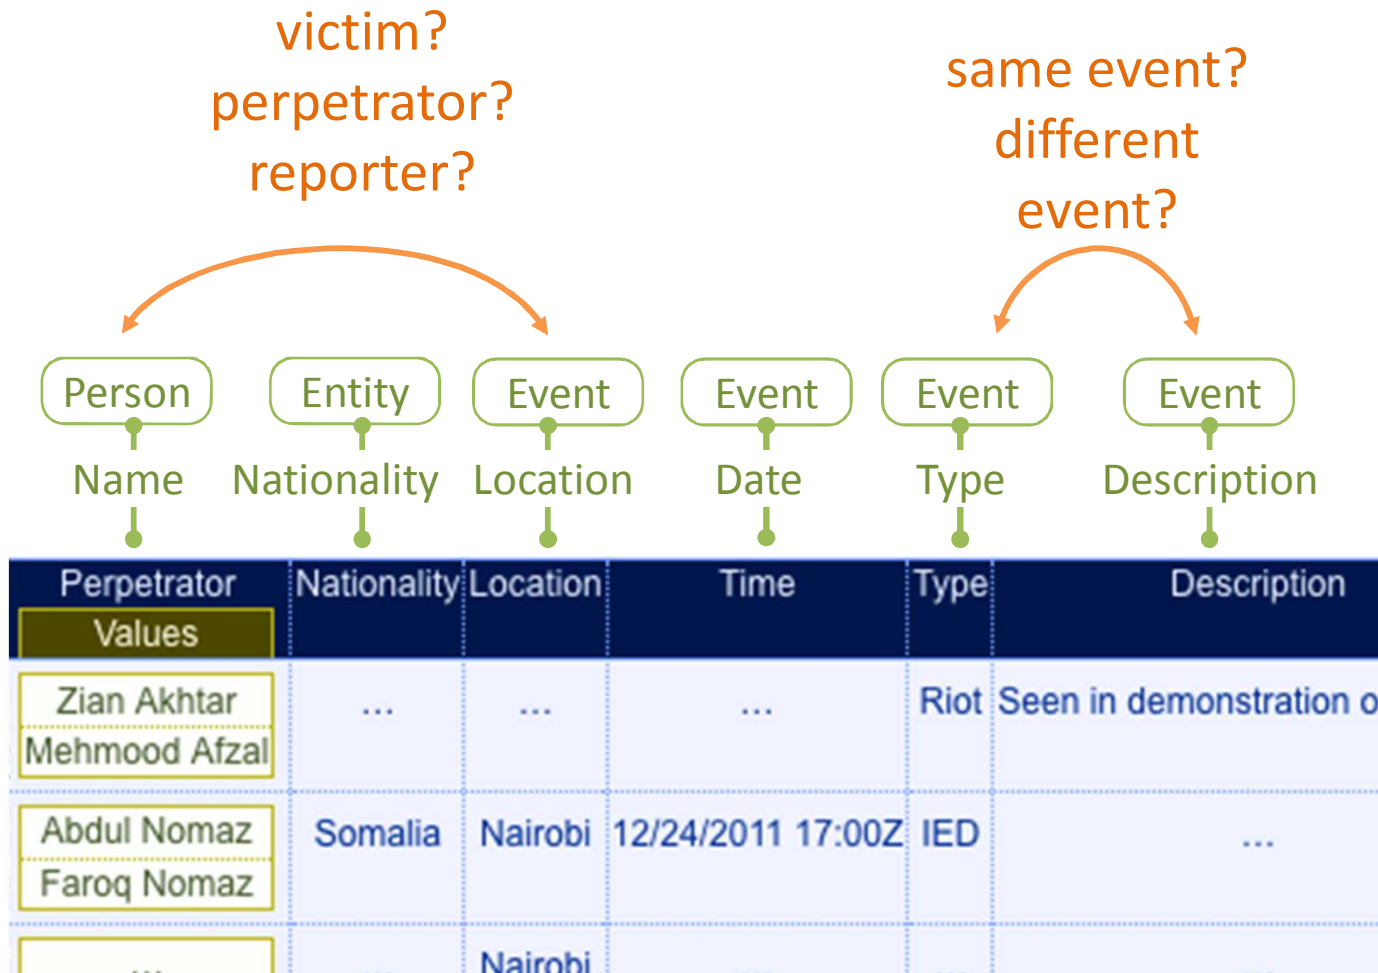 victim?
perpetrator?
reporter?
same event?
different
event?
Person Entity Event Event Event Event
Name Nationality Location Date Type Description
Perpetrator Nationality Location Time Type Description
Values
Zian Akhtar ... ... ... Riot Seen in demonstration o
Mehmood Afzal
Abdul Nomaz Somalia Nairobi 12/24/2011 17:00Z IED ...
Faroq Nomaz
Nairobi